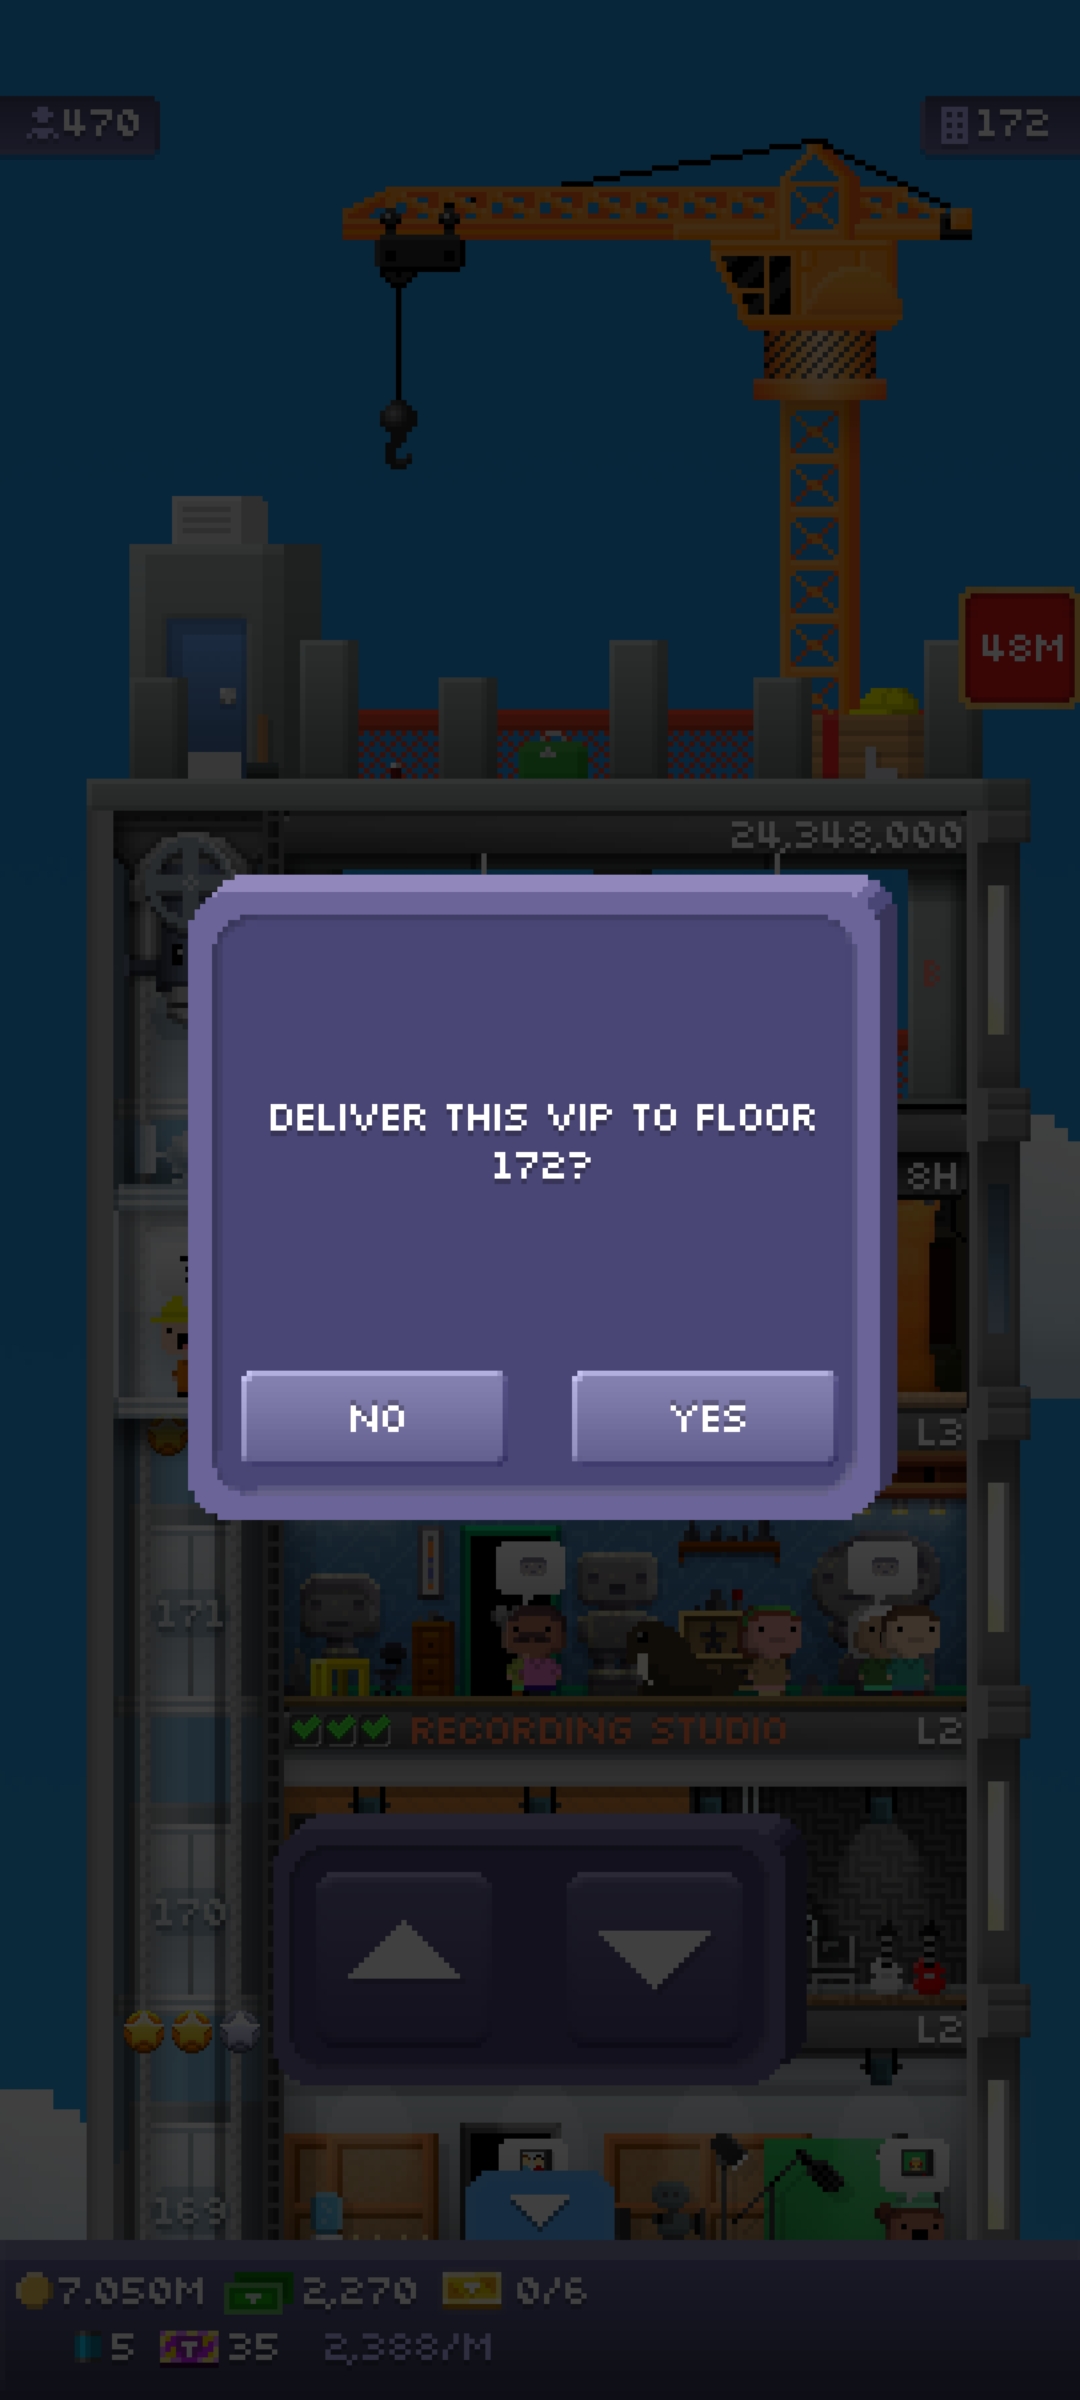 470
172
48M
24,348,000
8H
DELIVER THIS VIP TO FLOOR
172?
NO
YES
L3
171
RECORDING STUDIO
L2
170
L2
169
7.050M
2,270
0/6
5
T
35
2,388/M